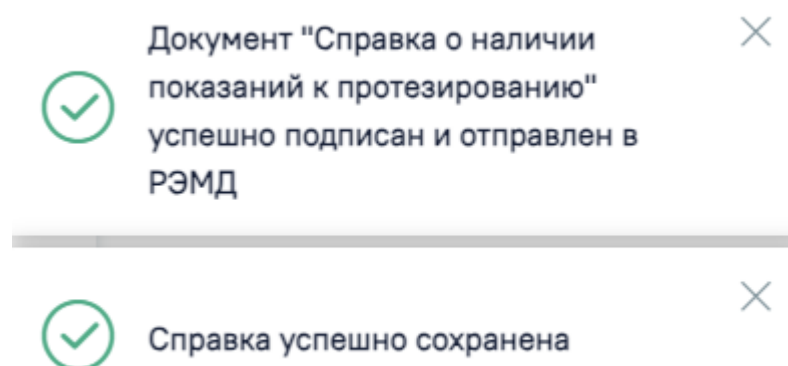 Документ "Справка о наличии
показаний к протезированию"
успешно подписан и отправлен в
РЭМД
Справка успешно сохранена